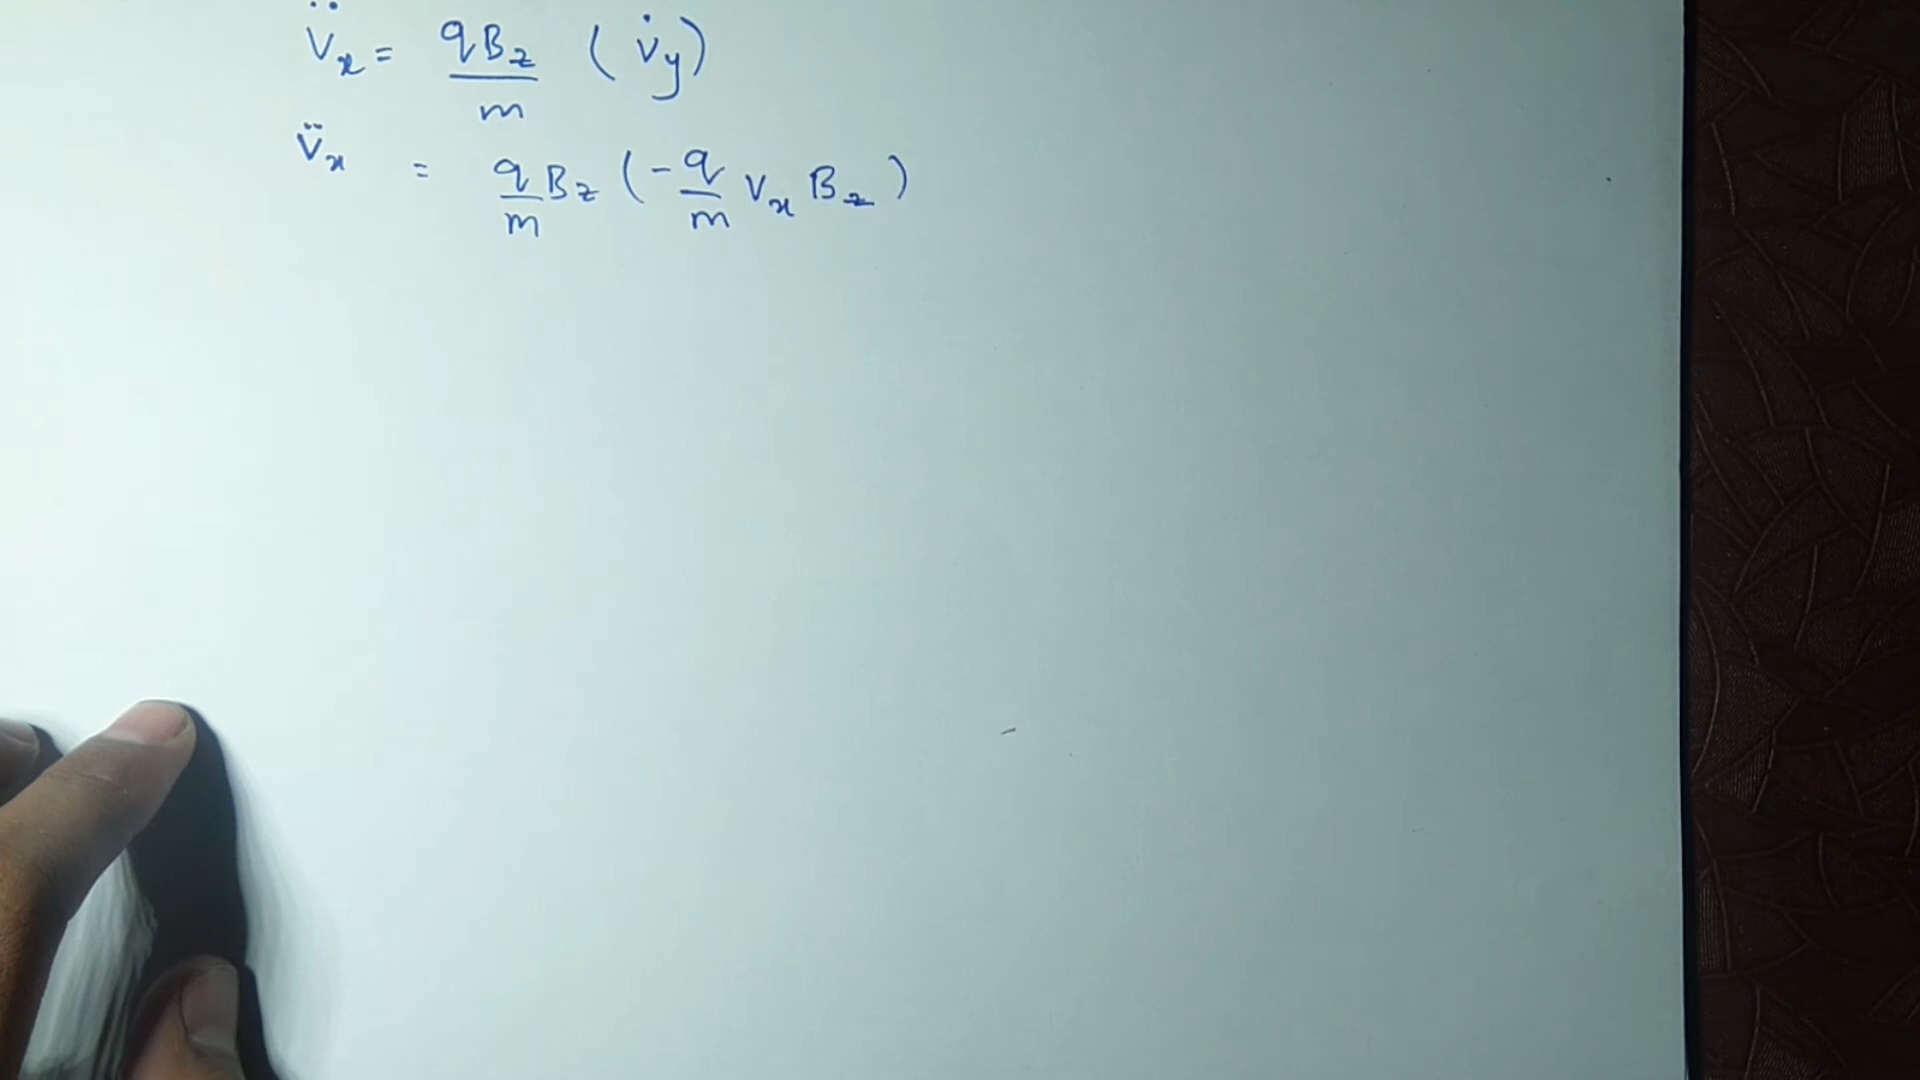 v̈ₓ = qB_z/m (v̇_y)
v̈ₓ = q/m B_z (-q/m vₓ B_z)